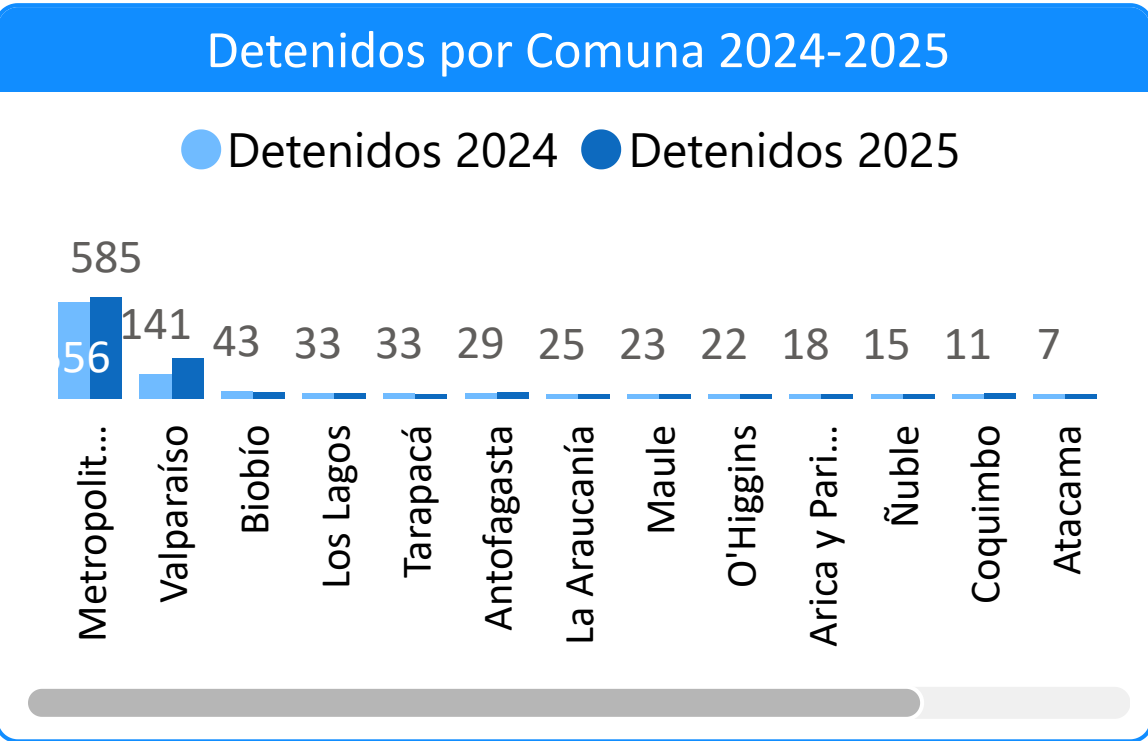 Detenidos por Comuna 2024-2025
Detenidos 2024 Detenidos 2025
585
141 43 33 33 29 25 23 22 18 15 11 7
56
Metropolit...
Valparaíso
Biobío
Los Lagos
Tarapacá
Antofagasta
La Araucanía
Maule
O'Higgins
Arica y Pari...
Ñuble
Coquimbo
Atacama